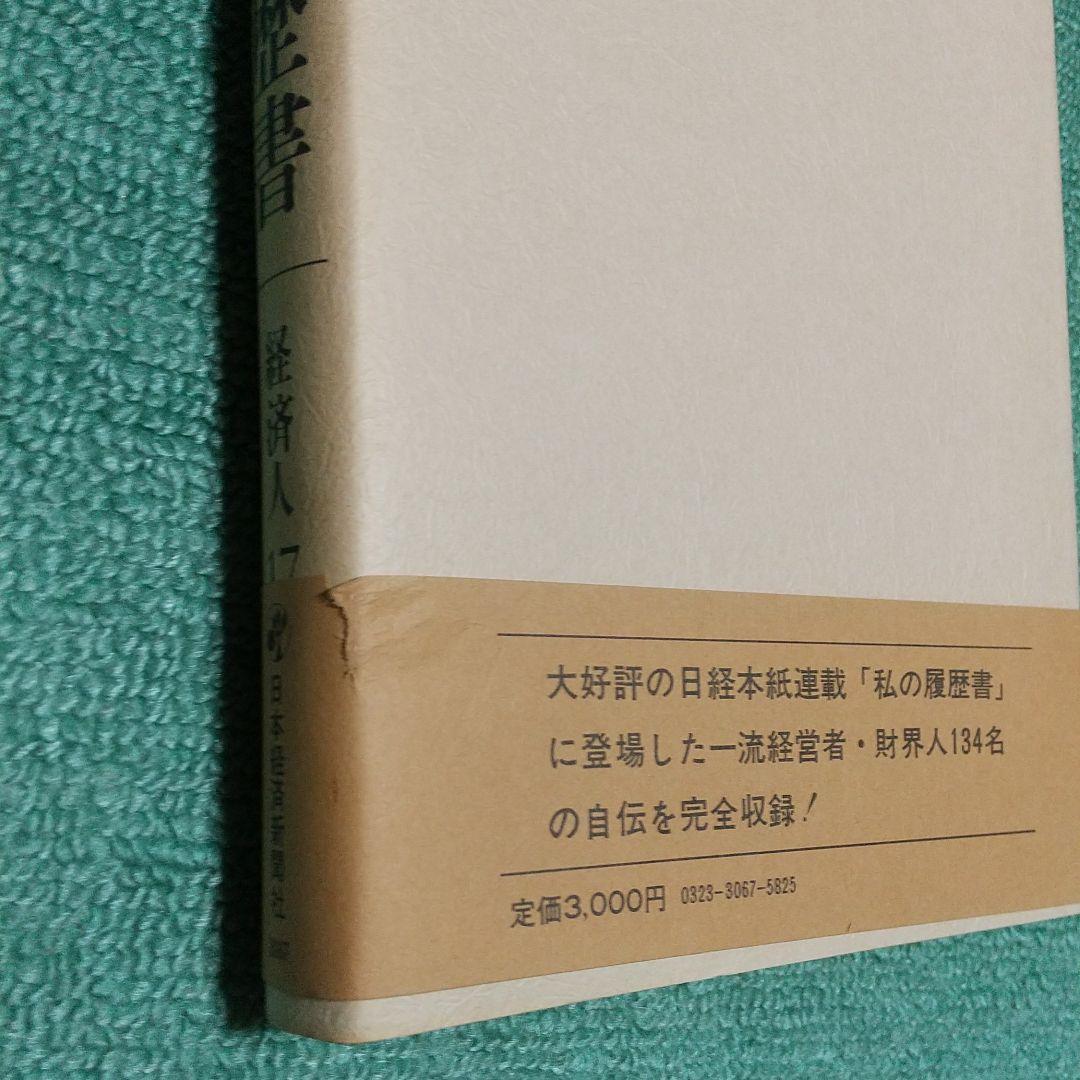 歴書
経済人
17
日本経済新聞社
大好評の日経本紙連載「私の履歴書」
に登場した一流経営者・財界人134名
の自伝を完全収録！
定価3,000円 0323-3067-5825